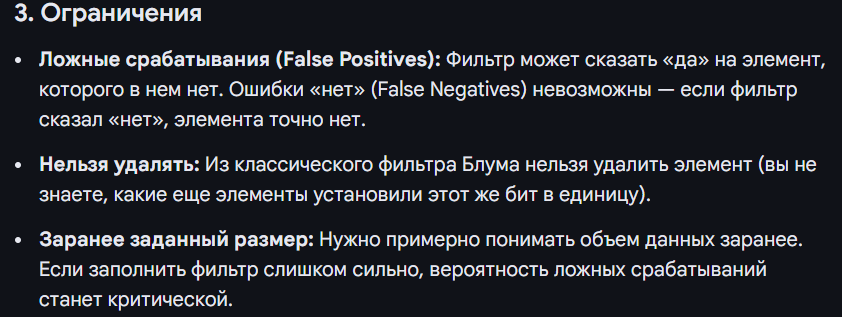 3. Ограничения
• Ложные срабатывания (False Positives): Фильтр может сказать «да» на элемент,
которого в нем нет. Ошибки «нет» (False Negatives) невозможны — если фильтр
сказал «нет», элемента точно нет.
• Нельзя удалять: Из классического фильтра Блума нельзя удалить элемент (вы не
знаете, какие еще элементы установили этот же бит в единицу).
• Заранее заданный размер: Нужно примерно понимать объем данных заранее.
Если заполнить фильтр слишком сильно, вероятность ложных срабатываний
станет критической.